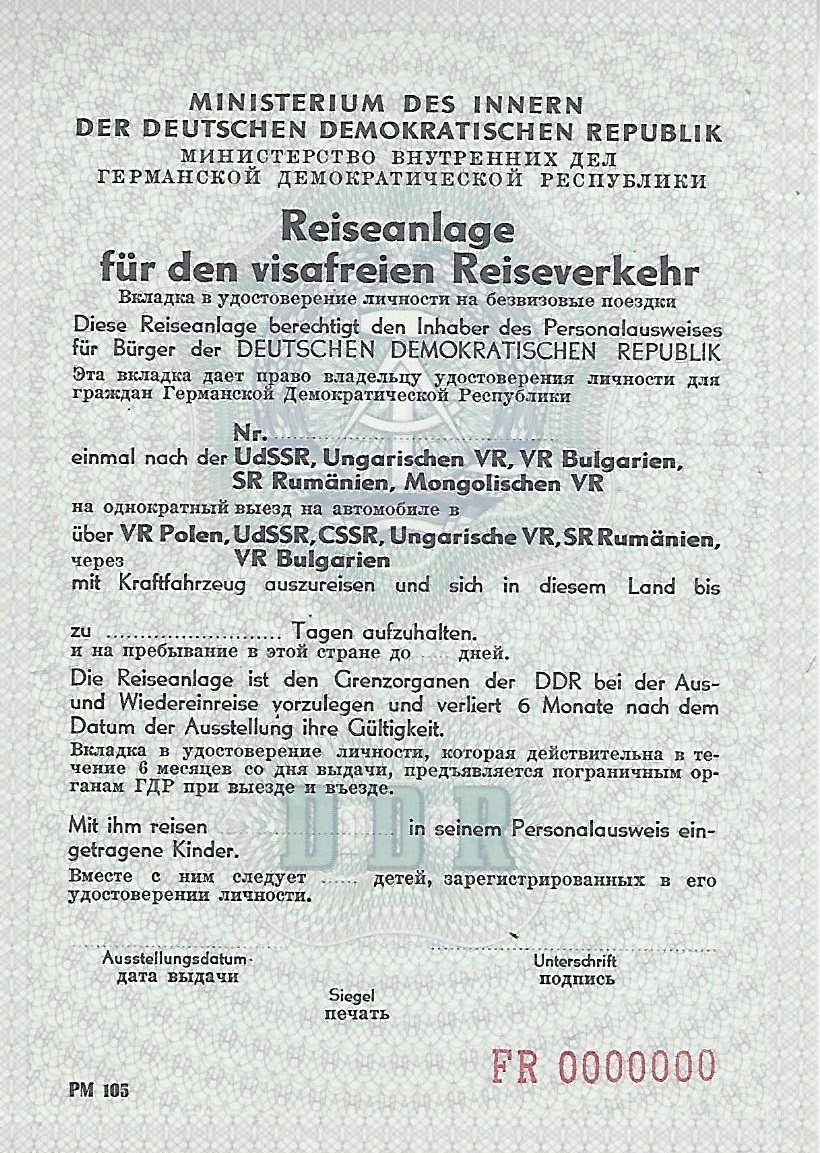 MINISTERIUM DES INNERN
DER DEUTSCHEN DEMOKRATISCHEN REPUBLIK
МИНИСТЕРСТВО ВНУТРЕННИХ ДЕЛ
ГЕРМАНСКОЙ ДЕМОКРАТИЧЕСКОЙ РЕСПУБЛИКИ
Reiseanlage
für den visafreien Reiseverkehr
Вкладка в удостоверение личности на безвизовые поездки
Diese Reiseanlage berechtigt den Inhaber des Personalausweises
für Bürger der DEUTSCHEN DEMOKRATISCHEN REPUBLIK
Эта вкладка дает право владельцу удостоверения личности для
граждан Германской Демократической Республики
Nr. ........................................
einmal nach der UdSSR, Ungarischen VR, VR Bulgarien,
SR Rumänien, Mongolischen VR
на однократный выезд на автомобиле в
über VR Polen, UdSSR, CSSR, Ungarische VR, SR Rumänien,
через VR Bulgarien
mit Kraftfahrzeug auszureisen und sich in diesem Land bis
zu .......................... Tagen aufzuhalten.
и на пребывание в этой стране до ..... дней.
Die Reiseanlage ist den Grenzorganen der DDR bei der Aus-
und Wiedereinreise vorzulegen und verliert 6 Monate nach dem
Datum der Ausstellung ihre Gültigkeit.
Вкладка в удостоверение личности, которая действительна в те-
чение 6 месяцев со дня выдачи, предъявляется пограничным ор-
ганам ГДР при выезде и въезде.
DDR
Mit ihm reisen .......................... in seinem Personalausweis ein-
getragene Kinder.
Вместе с ним следует ...... детей, зарегистрированных в его
удостоверении личности.
Ausstellungsdatum
дата выдачи
Unterschrift
подпись
Siegel
печать
FR 0000000
PM 105